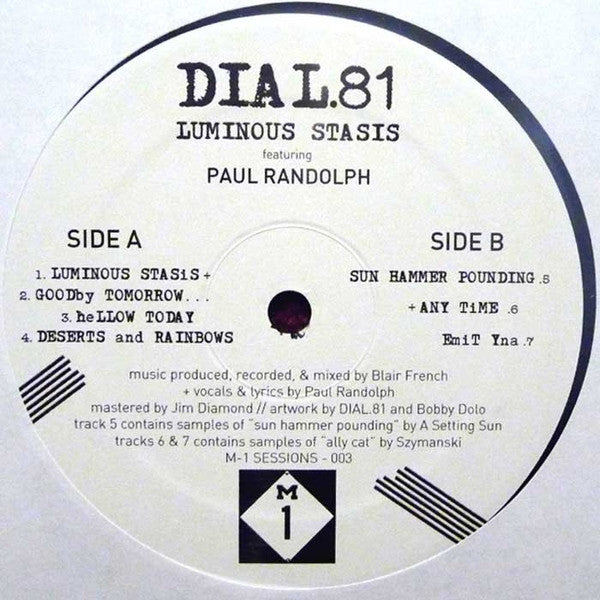 DIAL.81
LUMINOUS STASIS
featuring
PAUL RANDOLPH
SIDE A
1. LUMINOUS STASiS +
2. GOODby TOMORROW...
3. heLLOW TODAY
4. DESERTS and RAINBOWS
SIDE B
SUN HAMMER POUNDING .5
+ ANY TiME .6
EmiT Yna .7
music produced, recorded, & mixed by Blair French
+ vocals & lyrics by Paul Randolph
mastered by Jim Diamond // artwork by DIAL.81 and Bobby Dolo
track 5 contains samples of "sun hammer pounding" by A Setting Sun
tracks 6 & 7 contains samples of "ally cat" by Szymanski
M-1 SESSIONS - 003
M
1